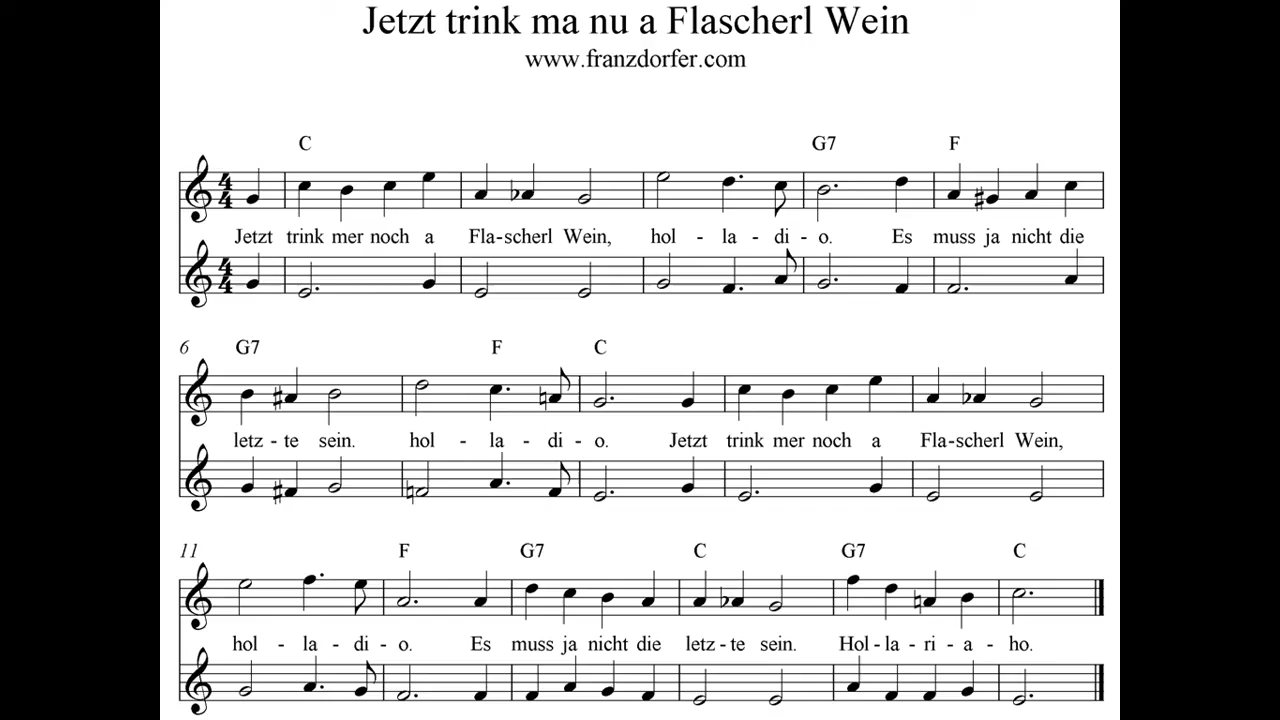 Jetzt trink ma nu a Flascherl Wein
www.franzdorfer.com
C G7 F
Jetzt trink mer noch a Fla-scherl Wein, hol - la - di - o. Es muss ja nicht die
6 G7 F C
letz - te sein. hol - la - di - o. Jetzt trink mer noch a Fla-scherl Wein,
11 F G7 C G7 C
hol - la - di - o. Es muss ja nicht die letz - te sein. Hol - la - ri - a - ho.